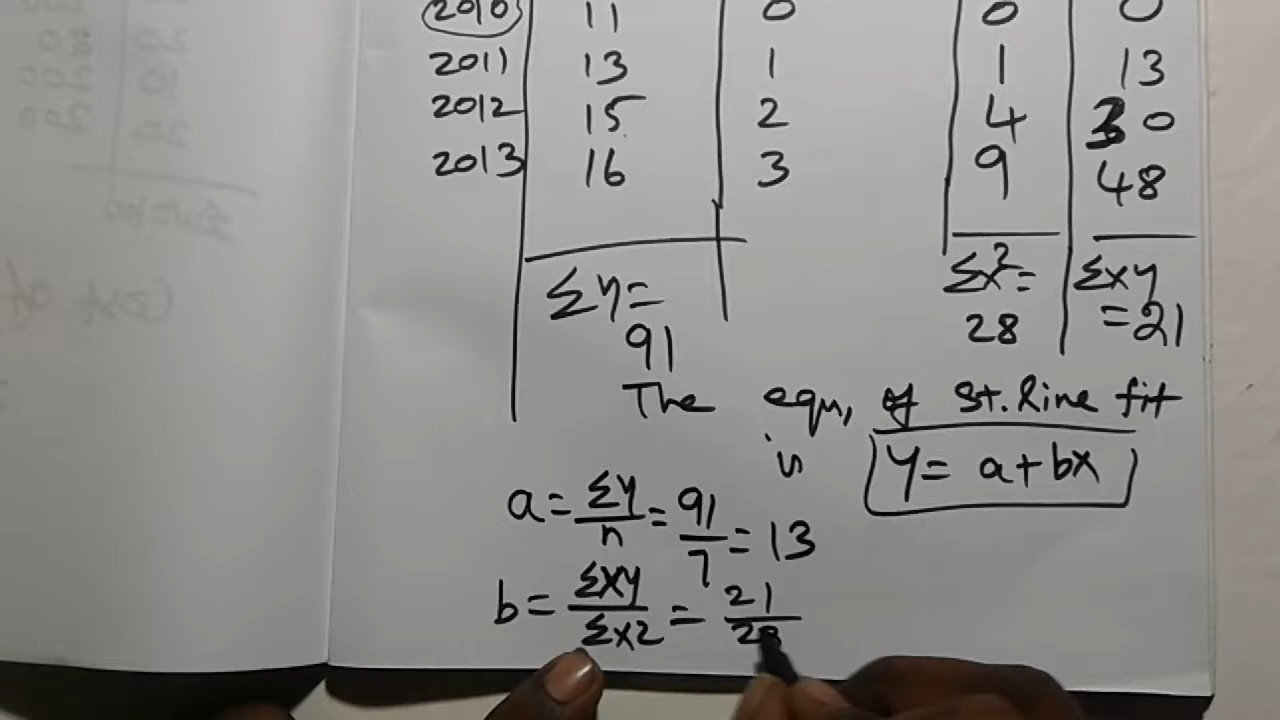 2010 11 0 0 0
2011 13 1 1 13
2012 15 2 4 30
2013 16 3 9 48
Σy= Σx²= Σxy
91 28 =21
The equ, of St.line fit
is y= a+bx
a= Σy/n = 91/7 = 13
b= Σxy/Σx2 = 21/28